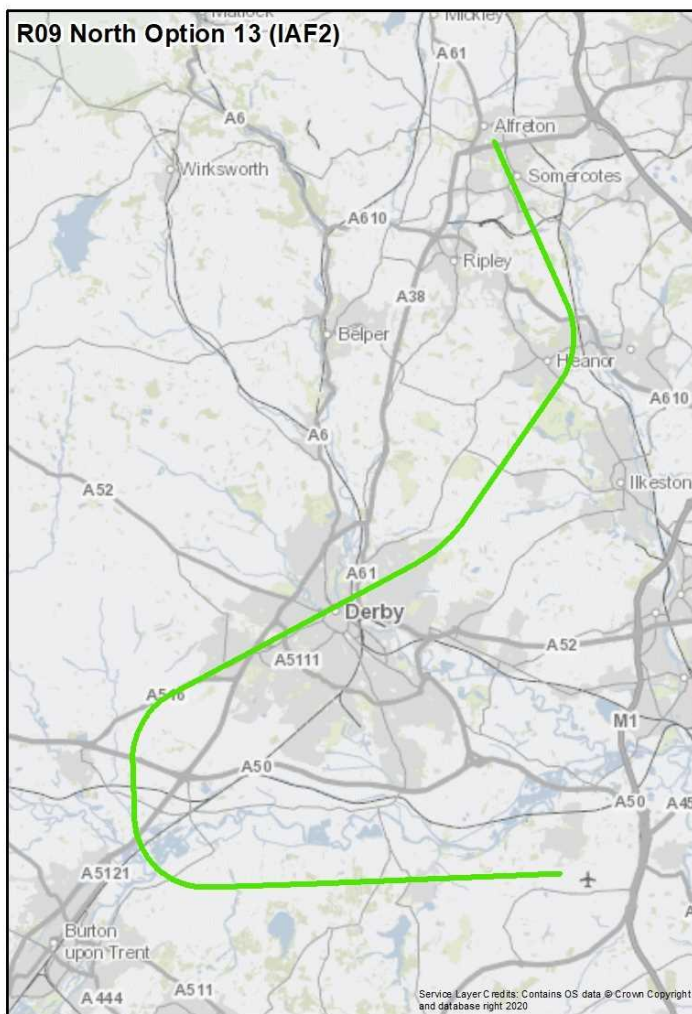 R09 North Option 13 (IAF2)
Matlock
Mickley
A61
A6
Alfreton
Wirksworth
Somercotes
A610
Ripley
A38
Belper
Heanor
A610
A6
A52
Ilkeston
A61
Derby
A52
A5111
A516
M1
A50
A50
A45
A5121
Burton
upon Trent
A444
A511
Service Layer Credits: Contains OS data © Crown Copyright
and database right 2020